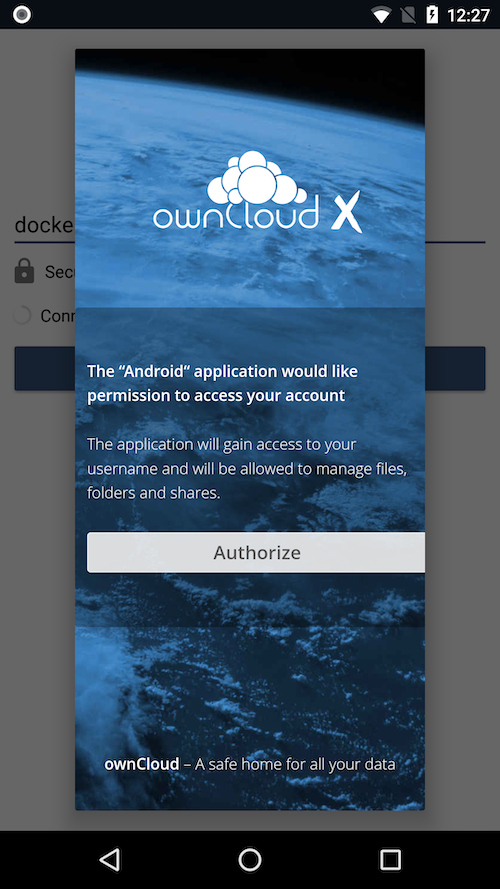 12:27
ownCloud X
docke
Secu
Conn
The “Android“ application would like
permission to access your account
The application will gain access to your
username and will be allowed to manage files,
folders and shares.
Authorize
ownCloud – A safe home for all your data